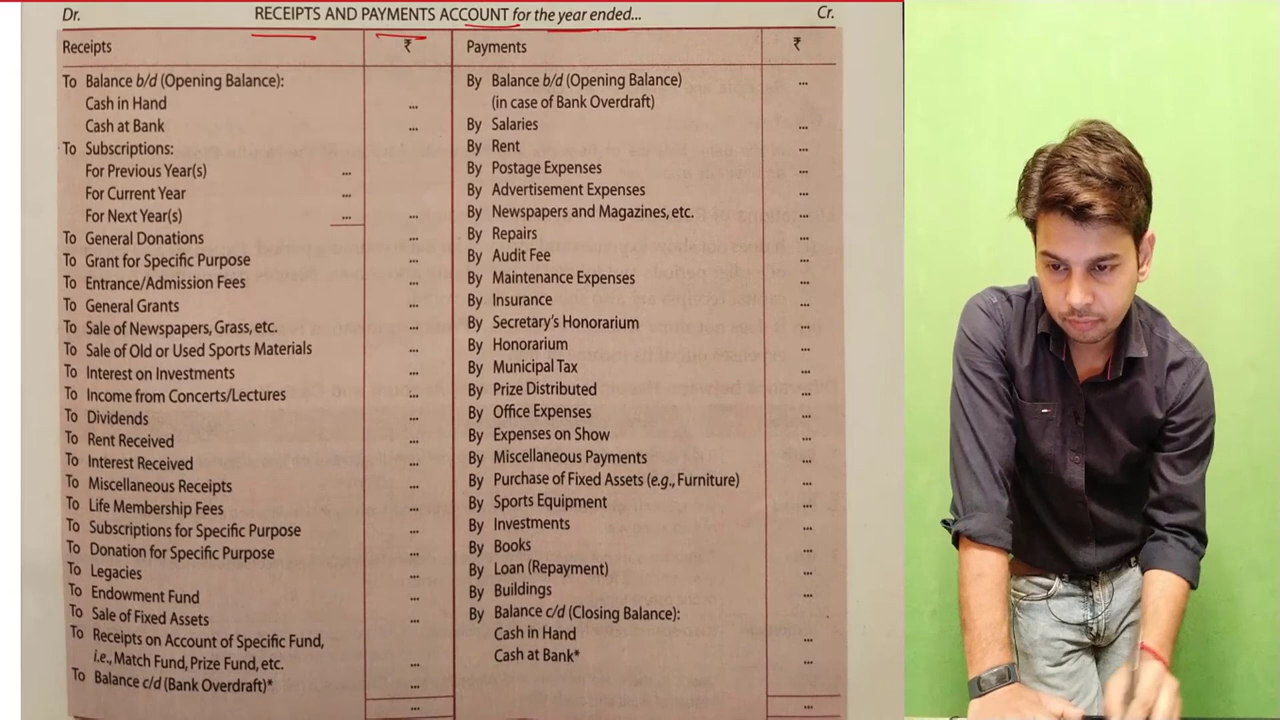 Dr. RECEIPTS AND PAYMENTS ACCOUNT for the year ended... Cr.
Receipts ₹ Payments ₹
To Balance b/d (Opening Balance):
Cash in Hand ...
Cash at Bank ...
To Subscriptions:
For Previous Year(s) ...
For Current Year ...
For Next Year(s) ... ...
To General Donations ...
To Grant for Specific Purpose ...
To Entrance/Admission Fees ...
To General Grants ...
To Sale of Newspapers, Grass, etc. ...
To Sale of Old or Used Sports Materials ...
To Interest on Investments ...
To Income from Concerts/Lectures ...
To Dividends ...
To Rent Received ...
To Interest Received ...
To Miscellaneous Receipts ...
To Life Membership Fees ...
To Subscriptions for Specific Purpose ...
To Donation for Specific Purpose ...
To Legacies ...
To Endowment Fund ...
To Sale of Fixed Assets ...
To Receipts on Account of Specific Fund,
i.e., Match Fund, Prize Fund, etc. ...
To Balance c/d (Bank Overdraft)* ...
...
By Balance b/d (Opening Balance) ...
(in case of Bank Overdraft)
By Salaries ...
By Rent ...
By Postage Expenses ...
By Advertisement Expenses ...
By Newspapers and Magazines, etc. ...
By Repairs ...
By Audit Fee ...
By Maintenance Expenses ...
By Insurance ...
By Secretary's Honorarium ...
By Honorarium ...
By Municipal Tax ...
By Prize Distributed ...
By Office Expenses ...
By Expenses on Show ...
By Miscellaneous Payments ...
By Purchase of Fixed Assets (e.g., Furniture) ...
By Sports Equipment ...
By Investments ...
By Books ...
By Loan (Repayment) ...
By Buildings ...
By Balance c/d (Closing Balance):
Cash in Hand ...
Cash at Bank* ...
...